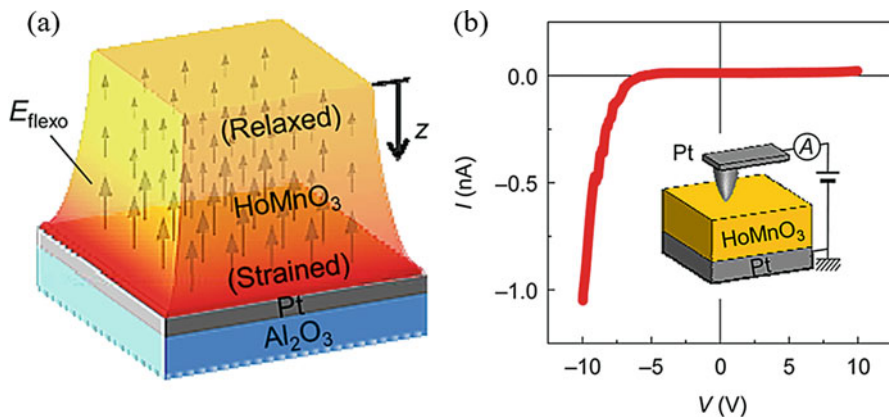 (a)
E_flexo
(Relaxed)
z
HoMnO₃
(Strained)
Pt
Al₂O₃
(b)
0.0
−0.5
−1.0
I (nA)
Pt
A
HoMnO₃
Pt
−10
−5
0
5
10
V (V)